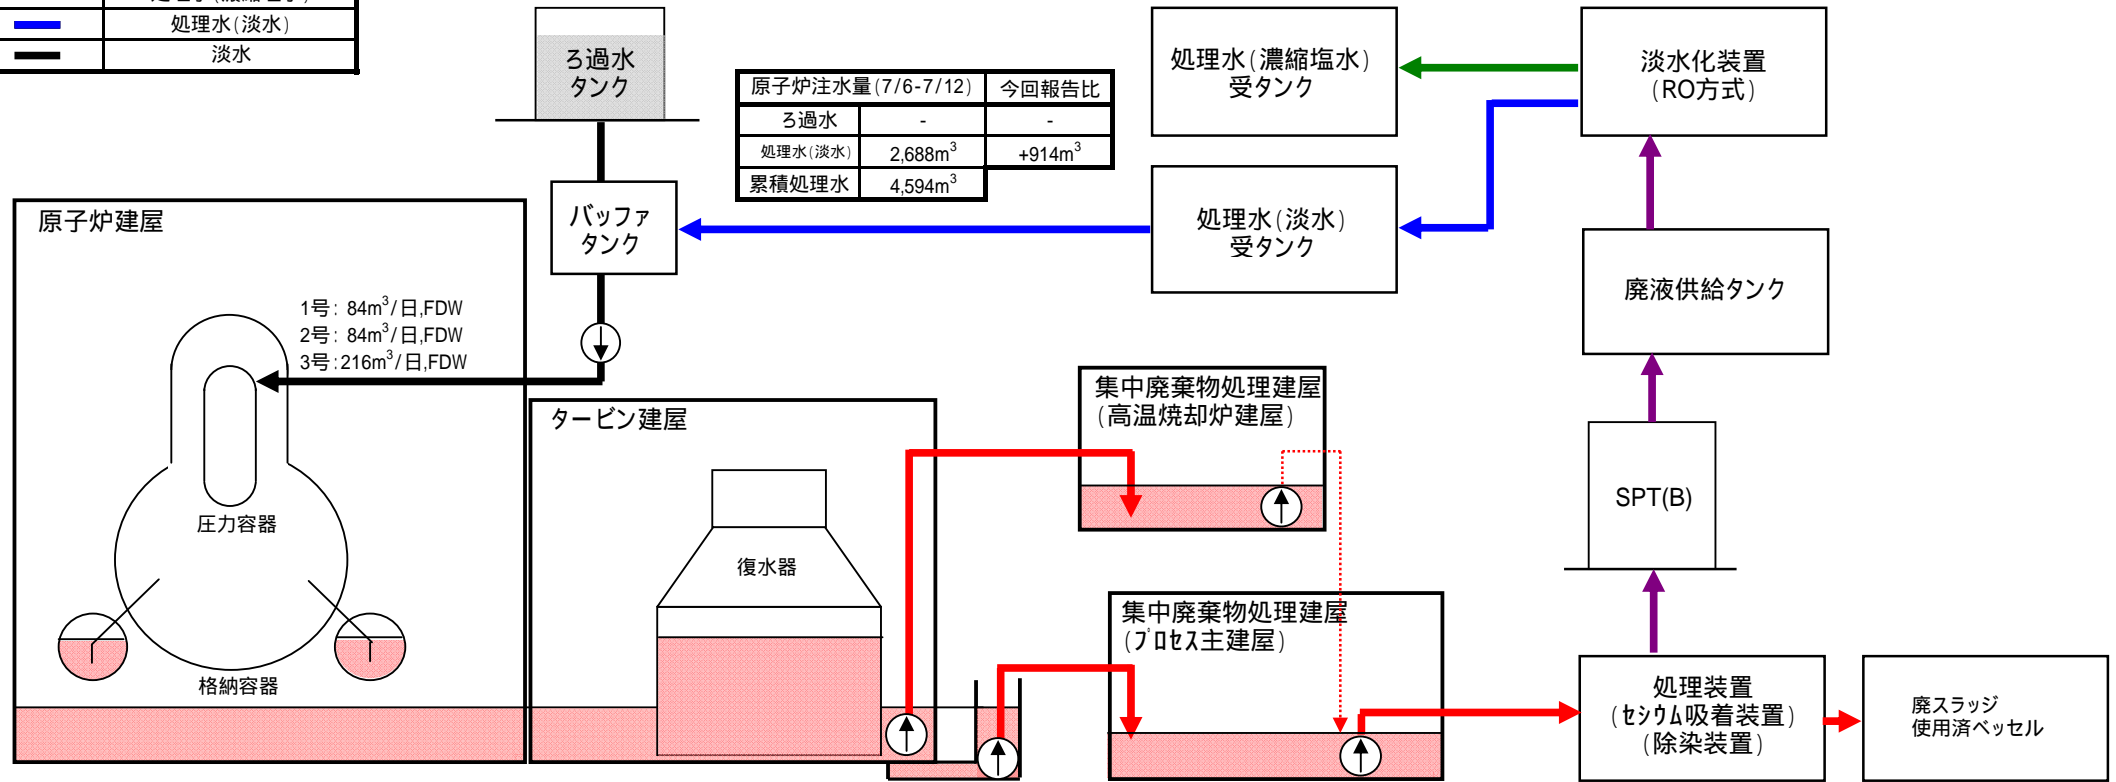 処理水(濃縮塩水)
処理水(淡水)
淡水
ろ過水
タンク
原子炉注水量(7/6-7/12) 今回報告比
ろ過水 - -
処理水(淡水) 2,688m³ +914m³
累積処理水 4,594m³
処理水(濃縮塩水)
受タンク
淡水化装置
(RO方式)
バッファ
タンク
処理水(淡水)
受タンク
廃液供給タンク
原子炉建屋
1号: 84m³/日,FDW
2号: 84m³/日,FDW
3号:216m³/日,FDW
圧力容器
格納容器
タービン建屋
復水器
集中廃棄物処理建屋
(高温焼却炉建屋)
SPT(B)
集中廃棄物処理建屋
(プロセス主建屋)
処理装置
(セシウム吸着装置)
(除染装置)
廃スラッジ
使用済ベッセル